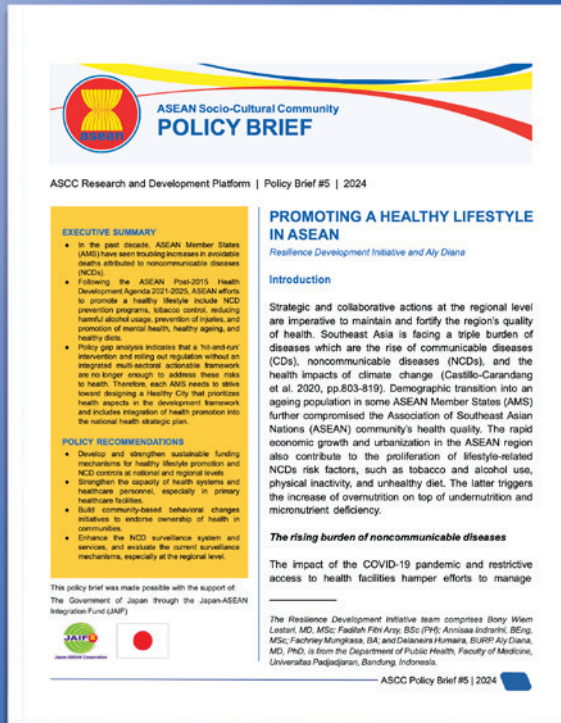 asean
ASEAN Socio-Cultural Community
POLICY BRIEF
ASCC Research and Development Platform | Policy Brief #5 | 2024
EXECUTIVE SUMMARY
● In the past decade, ASEAN Member States
(AMS) have seen troubling increases in avoidable
deaths attributed to noncommunicable diseases
(NCDs).
● Following the ASEAN Post-2015 Health
Development Agenda 2021-2025, ASEAN efforts
to promote a healthy lifestyle include NCD
prevention programs, tobacco control, reducing
harmful alcohol usage, prevention of injuries, and
promotion of mental health, healthy ageing, and
healthy diets.
● Policy gap analysis indicates that a 'hit-and-run'
intervention and rolling out regulation without an
integrated multi-sectoral actionable framework
are no longer enough to address these risks
to health. Therefore, each AMS needs to strive
toward designing a Healthy City that prioritizes
health aspects in the development framework
and includes integration of health promotion into
the national health strategic plan.
POLICY RECOMMENDATIONS
● Develop and strengthen sustainable funding
mechanisms for healthy lifestyle promotion and
NCD controls at national and regional levels
● Strengthen the capacity of health systems and
healthcare personnel, especially in primary
healthcare facilities.
● Build community-based behavioral changes
initiatives to endorse ownership of health in
communities.
● Enhance the NCD surveillance system and
services, and evaluate the current surveillance
mechanisms, especially at the regional level.
This policy brief was made possible with the support of:
The Government of Japan through the Japan-ASEAN
Integration Fund (JAIF)
JAIF
Japan-ASEAN Cooperation
PROMOTING A HEALTHY LIFESTYLE
IN ASEAN
Resilience Development Initiative and Aly Diana
Introduction
Strategic and collaborative actions at the regional level
are imperative to maintain and fortify the region's quality
of health. Southeast Asia is facing a triple burden of
diseases which are the rise of communicable diseases
(CDs), noncommunicable diseases (NCDs), and the
health impacts of climate change (Castillo-Carandang
et al. 2020, pp.803-819). Demographic transition into an
ageing population in some ASEAN Member States (AMS)
further compromised the Association of Southeast Asian
Nations (ASEAN) community's health quality. The rapid
economic growth and urbanization in the ASEAN region
also contribute to the proliferation of lifestyle-related
NCDs risk factors, such as tobacco and alcohol use,
physical inactivity, and unhealthy diet. The latter triggers
the increase of overnutrition on top of undernutrition and
micronutrient deficiency.
The rising burden of noncommunicable diseases
The impact of the COVID-19 pandemic and restrictive
access to health facilities hamper efforts to manage
The Resilience Development Initiative team comprises Bony Wiem
Lestari, MD, MSc; Fadilah Fitri Arsy, BSc (PH); Annisaa Indrarini, BEng,
MSc; Fachriey Mungkasa, BA; and Delaneira Humaira, BURP. Aly Diana,
MD, PhD, is from the Department of Public Health, Faculty of Medicine,
Universitas Padjadjaran, Bandung, Indonesia.
ASCC Policy Brief #5 | 2024